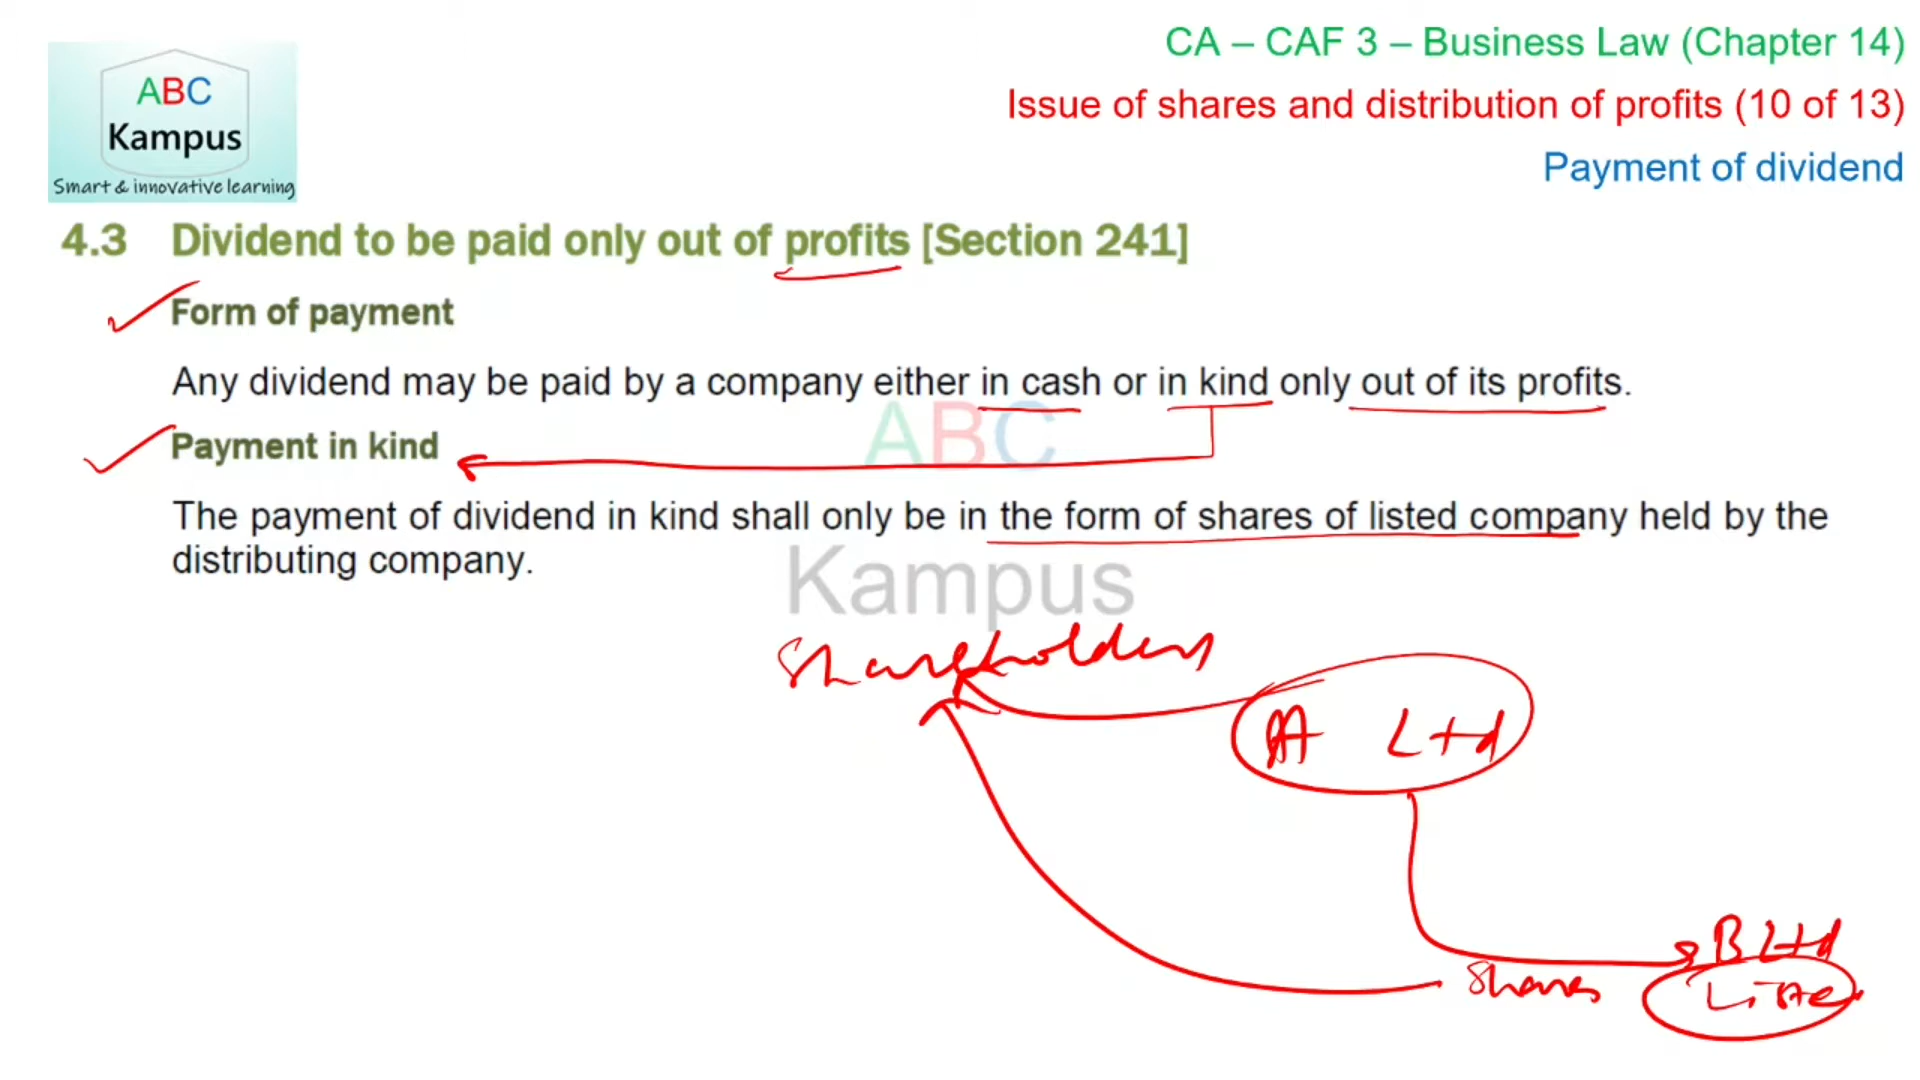 CA – CAF 3 – Business Law (Chapter 14)
ABC
Kampus
Smart & innovative learning
Issue of shares and distribution of profits (10 of 13)
Payment of dividend
4.3 Dividend to be paid only out of profits [Section 241]
Form of payment
Any dividend may be paid by a company either in cash or in kind only out of its profits.
ABC
Payment in kind
The payment of dividend in kind shall only be in the form of shares of listed company held by the
distributing company.
Kampus
Shareholders
A Ltd
B Ltd
Shares
Listed